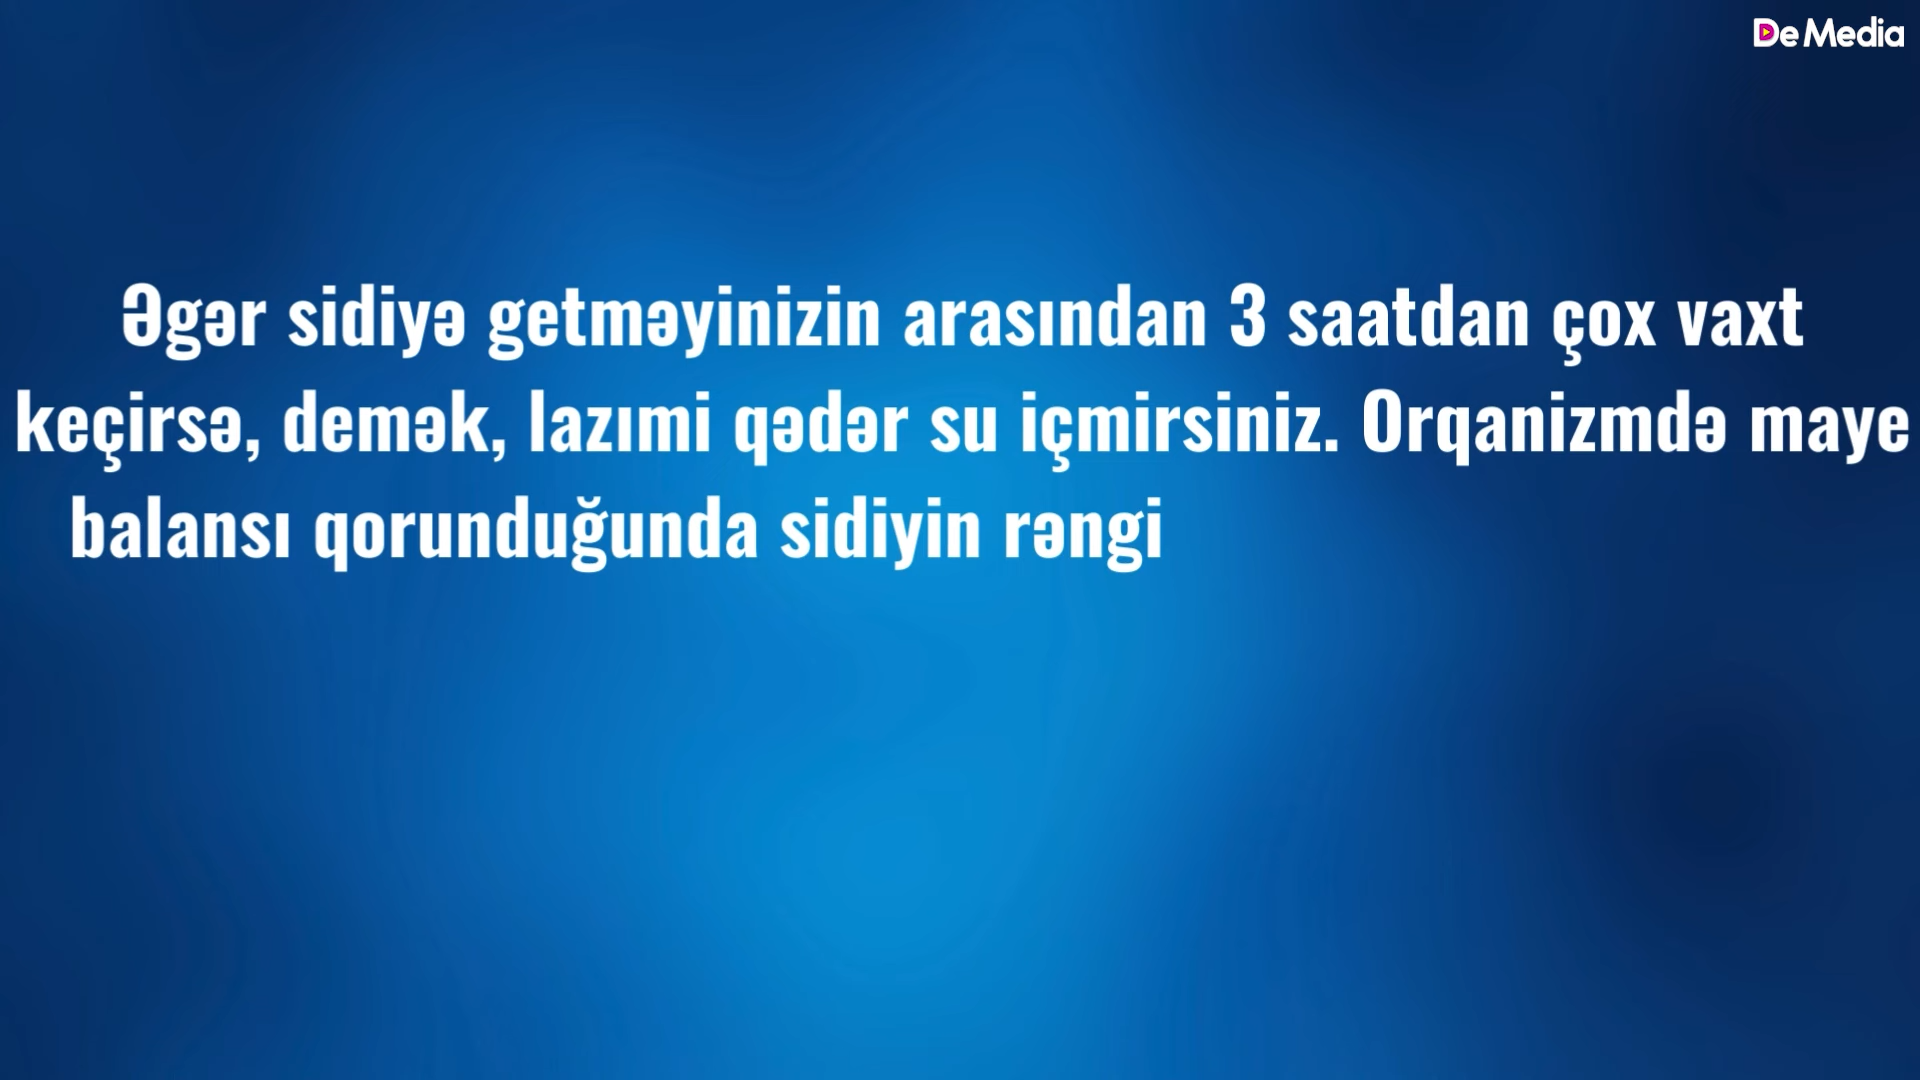 De Media
Əgər sidiyə getməyinizin arasından 3 saatdan çox vaxt
keçirsə, demək, lazımi qədər su içmirsiniz. Orqanizmdə maye
balansı qorunduğunda sidiyin rəngi